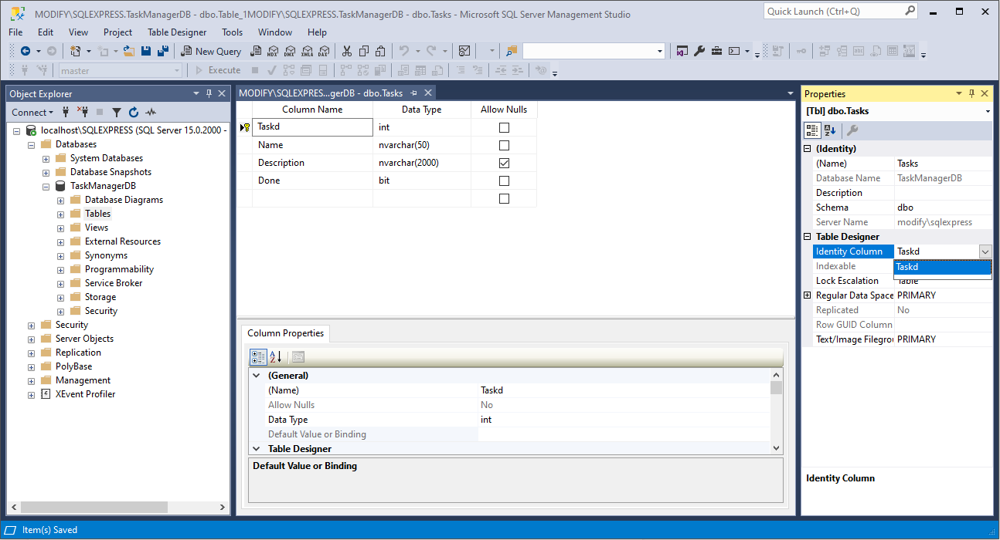 MODIFY\SQLEXPRESS.TaskManagerDB - dbo.Table_1MODIFY\SQLEXPRESS.TaskManagerDB - dbo.Tasks - Microsoft SQL Server Management Studio
Quick Launch (Ctrl+Q)
File Edit View Project Table Designer Tools Window Help
New Query MDX DMX XMLA DAX
master Execute
Object Explorer
Connect
localhost\SQLEXPRESS (SQL Server 15.0.2000 -
Databases
System Databases
Database Snapshots
TaskManagerDB
Database Diagrams
Tables
Views
External Resources
Synonyms
Programmability
Service Broker
Storage
Security
Security
Server Objects
Replication
PolyBase
Management
XEvent Profiler
MODIFY\SQLEXPRES...gerDB - dbo.Tasks
Column Name Data Type Allow Nulls
Taskd int
Name nvarchar(50)
Description nvarchar(2000)
Done bit
Column Properties
(General)
(Name) Taskd
Allow Nulls No
Data Type int
Default Value or Binding
Table Designer
Default Value or Binding
Properties
[Tbl] dbo.Tasks
(Identity)
(Name) Tasks
Database Name TaskManagerDB
Description
Schema dbo
Server Name modify\sqlexpress
Table Designer
Identity Column Taskd
Indexable Taskd
Lock Escalation Table
Regular Data Space PRIMARY
Replicated No
Row GUID Column
Text/Image Filegrou PRIMARY
Identity Column
Item(s) Saved